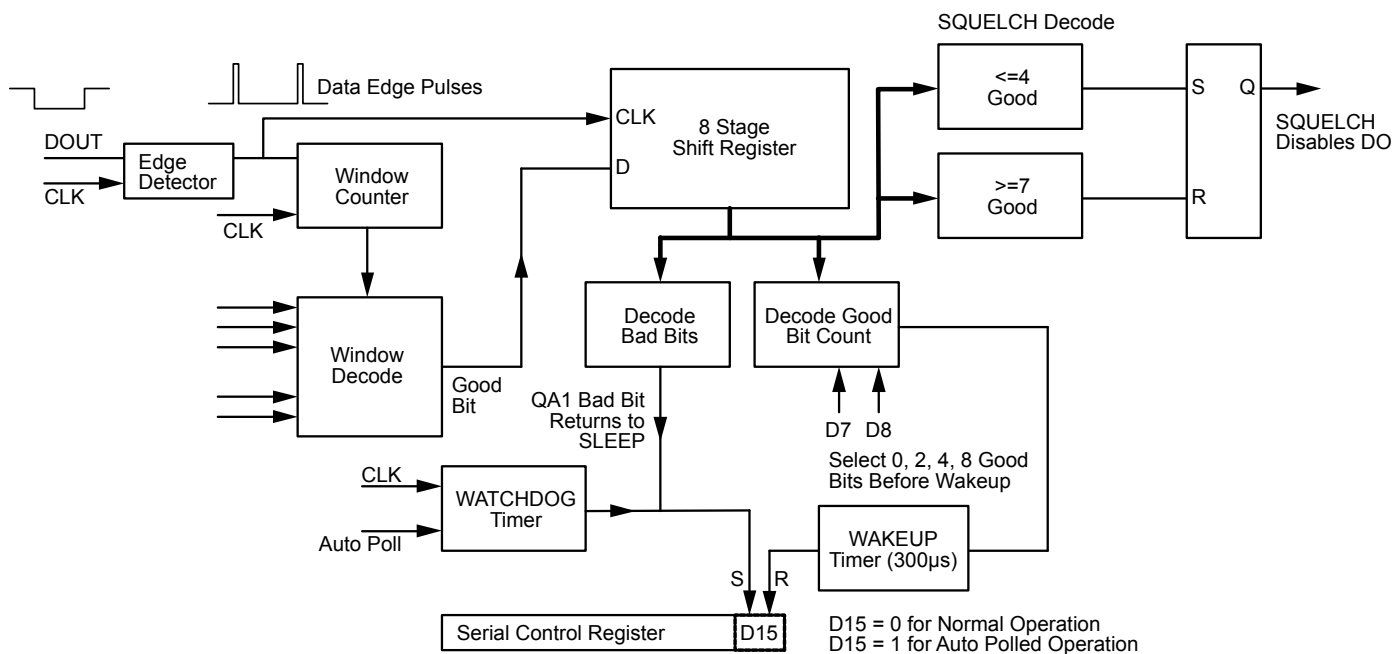 SQUELCH Decode
<=4
Good
S
Q
SQUELCH
Disables DO
>=7
Good
R
Data Edge Pulses
CLK
8 Stage
Shift Register
D
DOUT
Edge
Detector
CLK
Window
Counter
CLK
Window
Decode
Good
Bit
Decode
Bad Bits
Decode Good
Bit Count
QA1 Bad Bit
Returns to
SLEEP
D7 D8
Select 0, 2, 4, 8 Good
Bits Before Wakeup
CLK
WATCHDOG
Timer
Auto Poll
WAKEUP
Timer (300µs)
S R
Serial Control Register
D15
D15 = 0 for Normal Operation
D15 = 1 for Auto Polled Operation